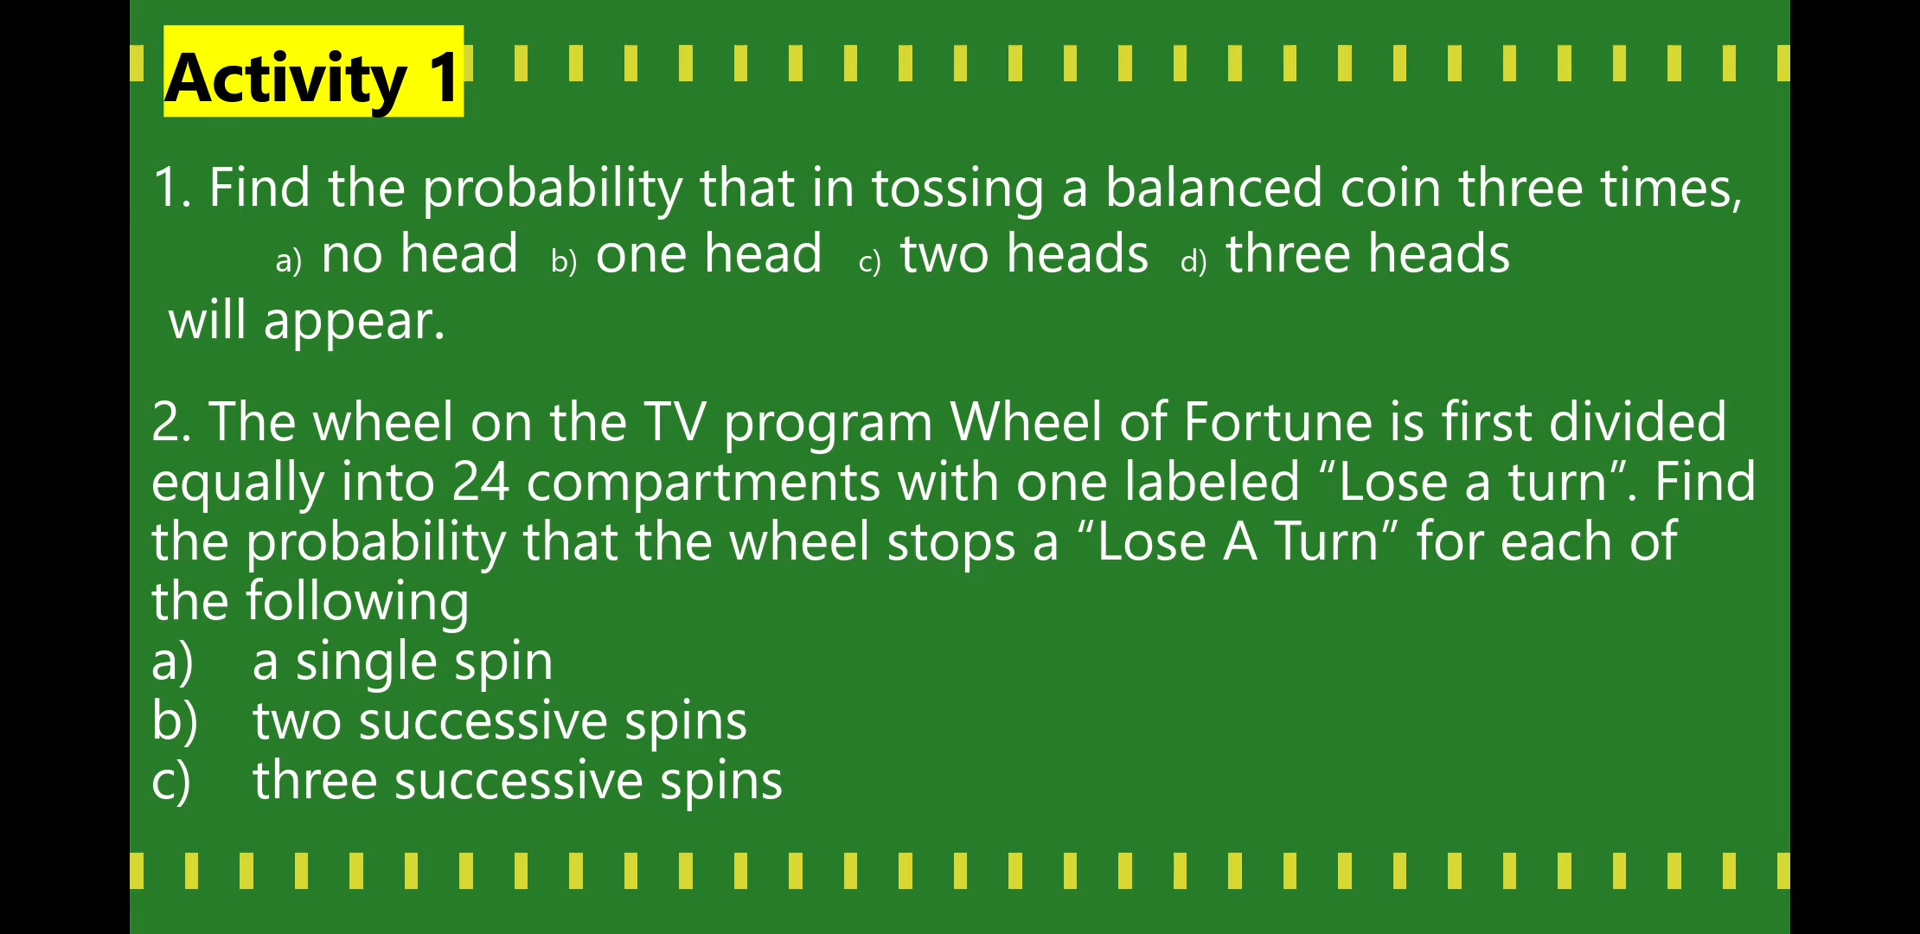 Activity 1
1. Find the probability that in tossing a balanced coin three times,
a) no head b) one head c) two heads d) three heads
will appear.
2. The wheel on the TV program Wheel of Fortune is first divided
equally into 24 compartments with one labeled “Lose a turn”. Find
the probability that the wheel stops a “Lose A Turn” for each of
the following
a) a single spin
b) two successive spins
c) three successive spins